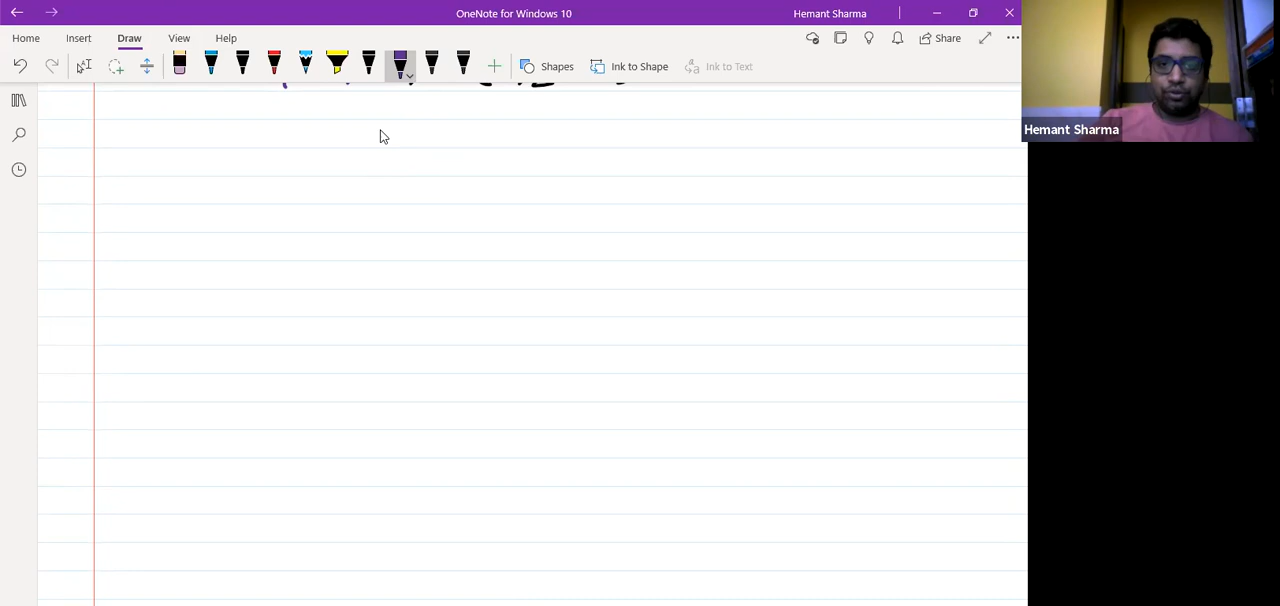 OneNote for Windows 10
Hemant Sharma
Home Insert Draw View Help
Share
Shapes Ink to Shape Ink to Text
Hemant Sharma